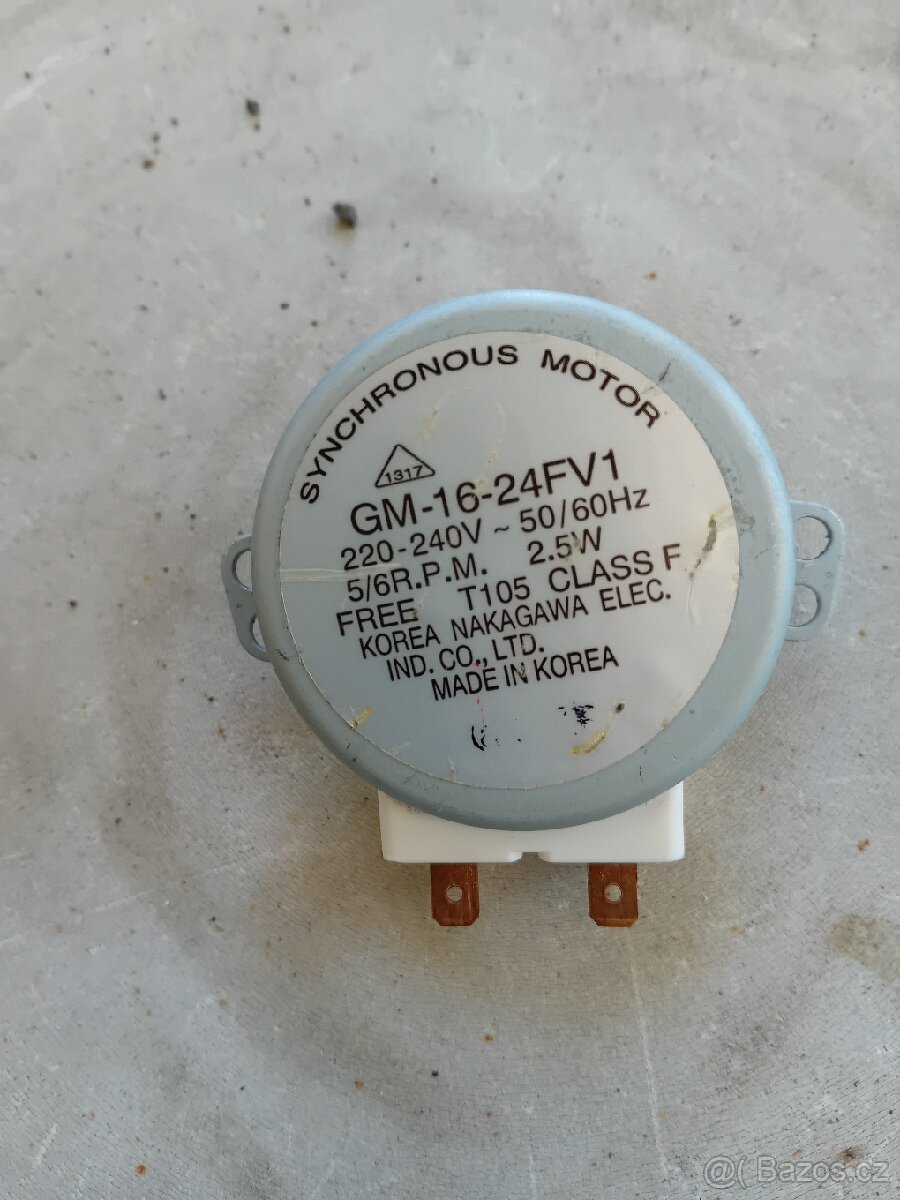 SYNCHRONOUS MOTOR
1317
GM-16-24FV1
220-240V ~ 50/60Hz
5/6R.P.M. 2.5W
FREE T105 CLASS F
KOREA NAKAGAWA ELEC.
IND. CO., LTD.
MADE IN KOREA
@( Bazos.cz